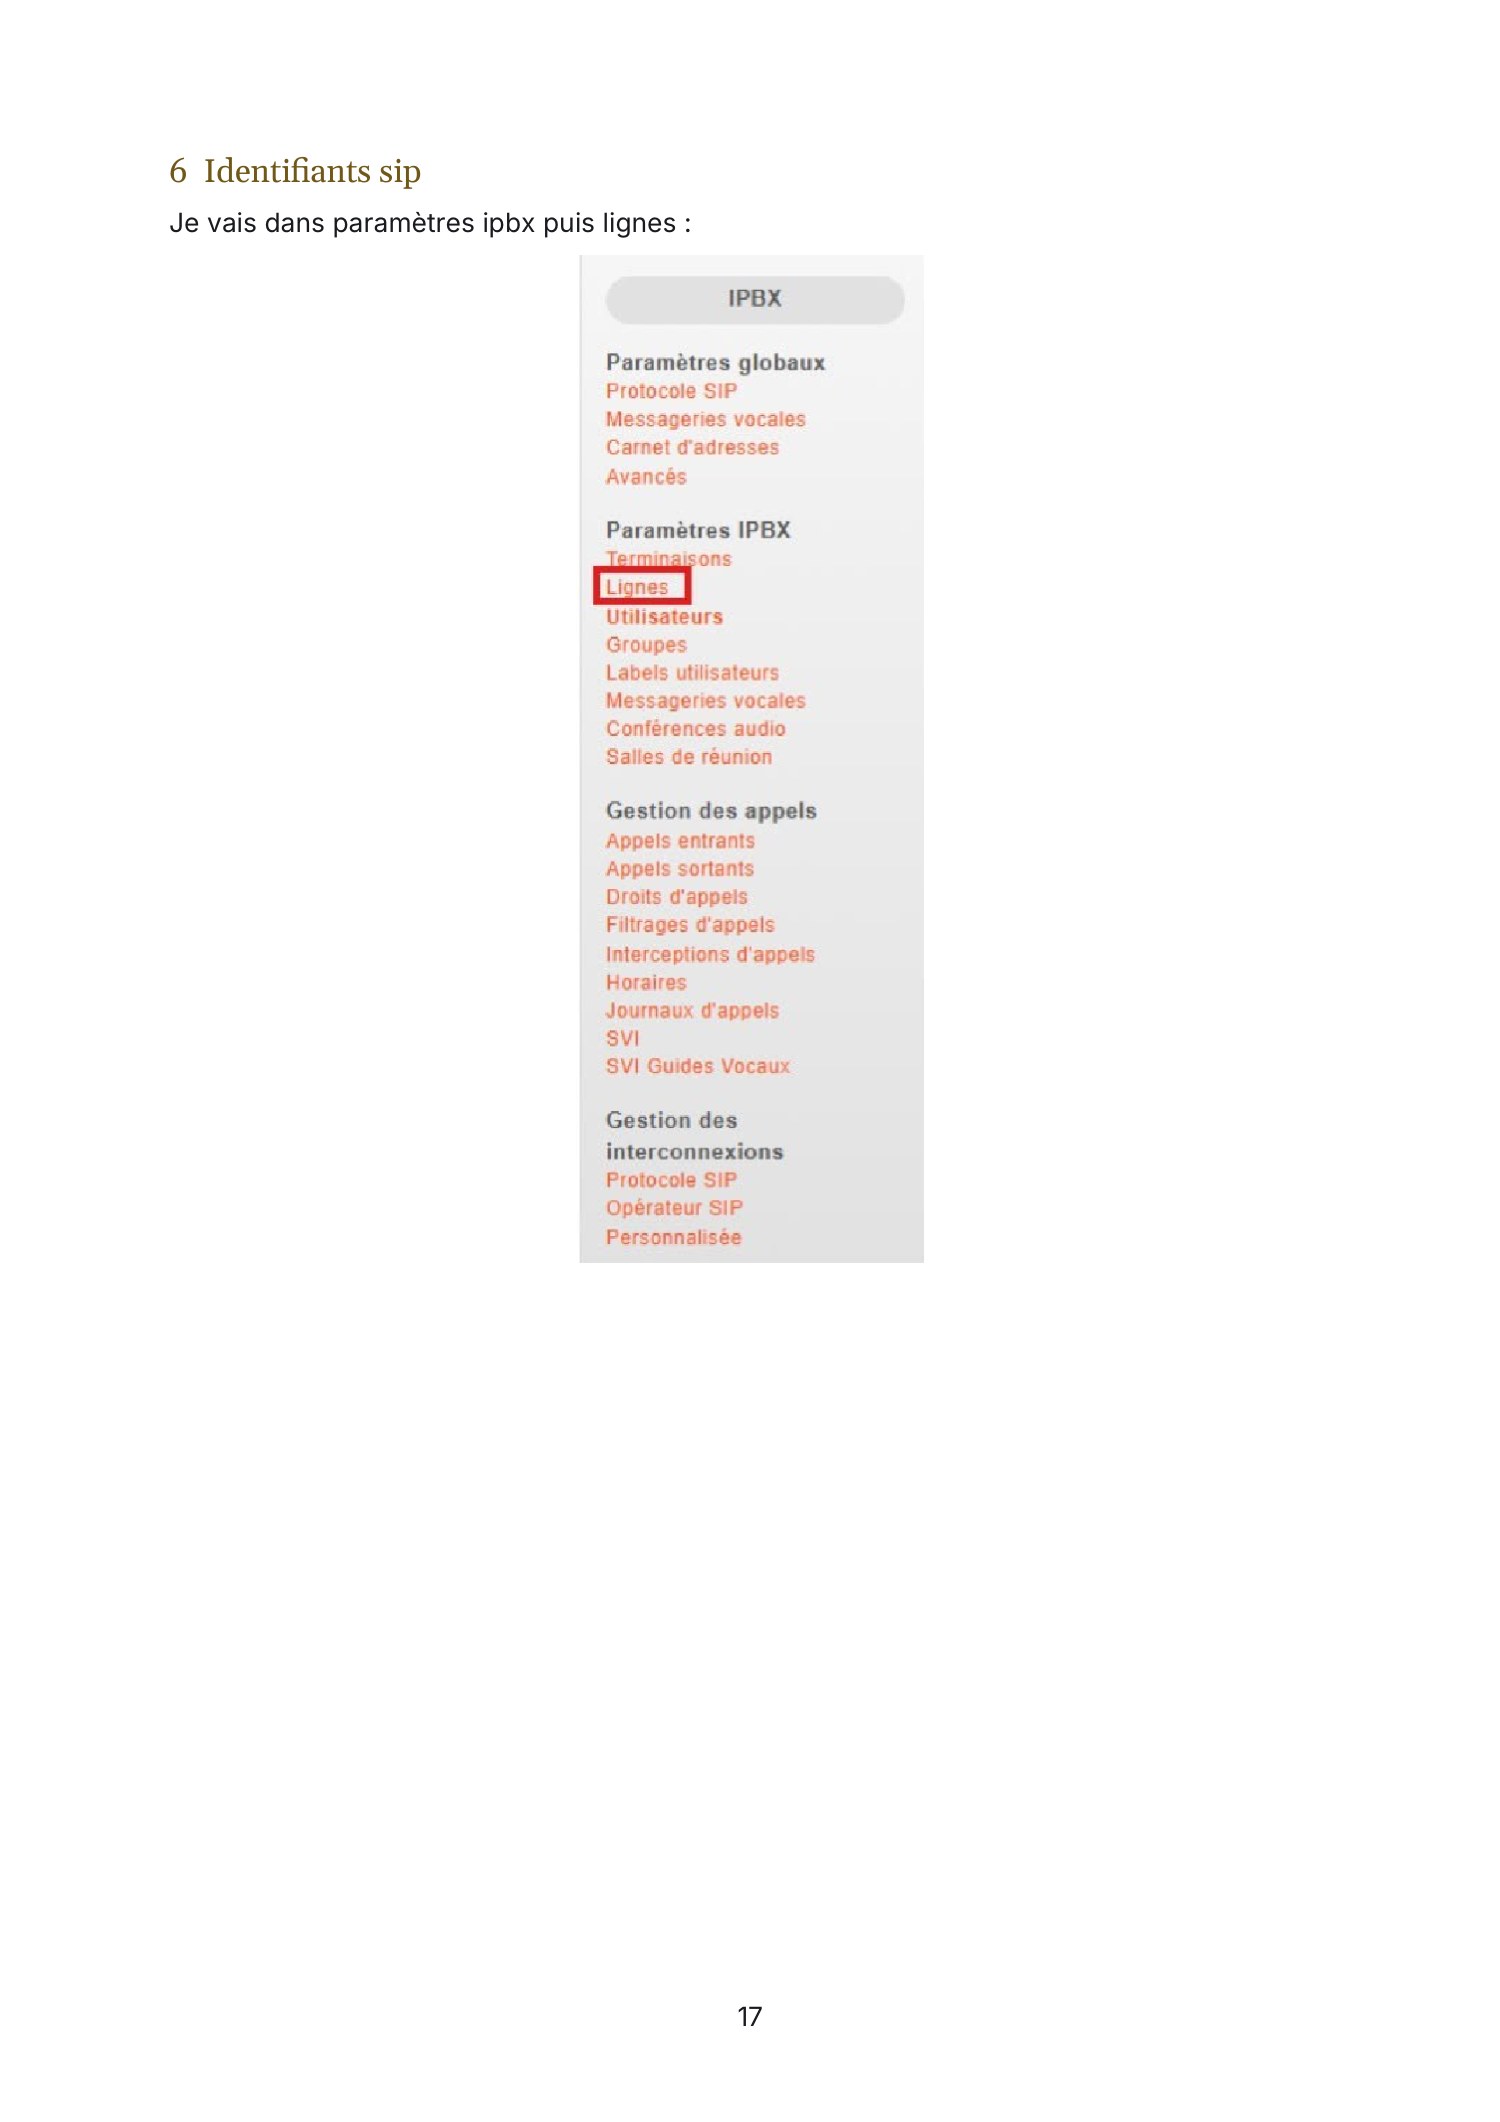 6 Identifiants sip
Je vais dans paramètres ipbx puis lignes :
IPBX
Paramètres globaux
Protocole SIP
Messageries vocales
Carnet d'adresses
Avancés
Paramètres IPBX
Terminaisons
Lignes
Utilisateurs
Groupes
Labels utilisateurs
Messageries vocales
Conférences audio
Salles de réunion
Gestion des appels
Appels entrants
Appels sortants
Droits d'appels
Filtrages d'appels
Interceptions d'appels
Horaires
Journaux d'appels
SVI
SVI Guides Vocaux
Gestion des
interconnexions
Protocole SIP
Opérateur SIP
Personnalisée
17